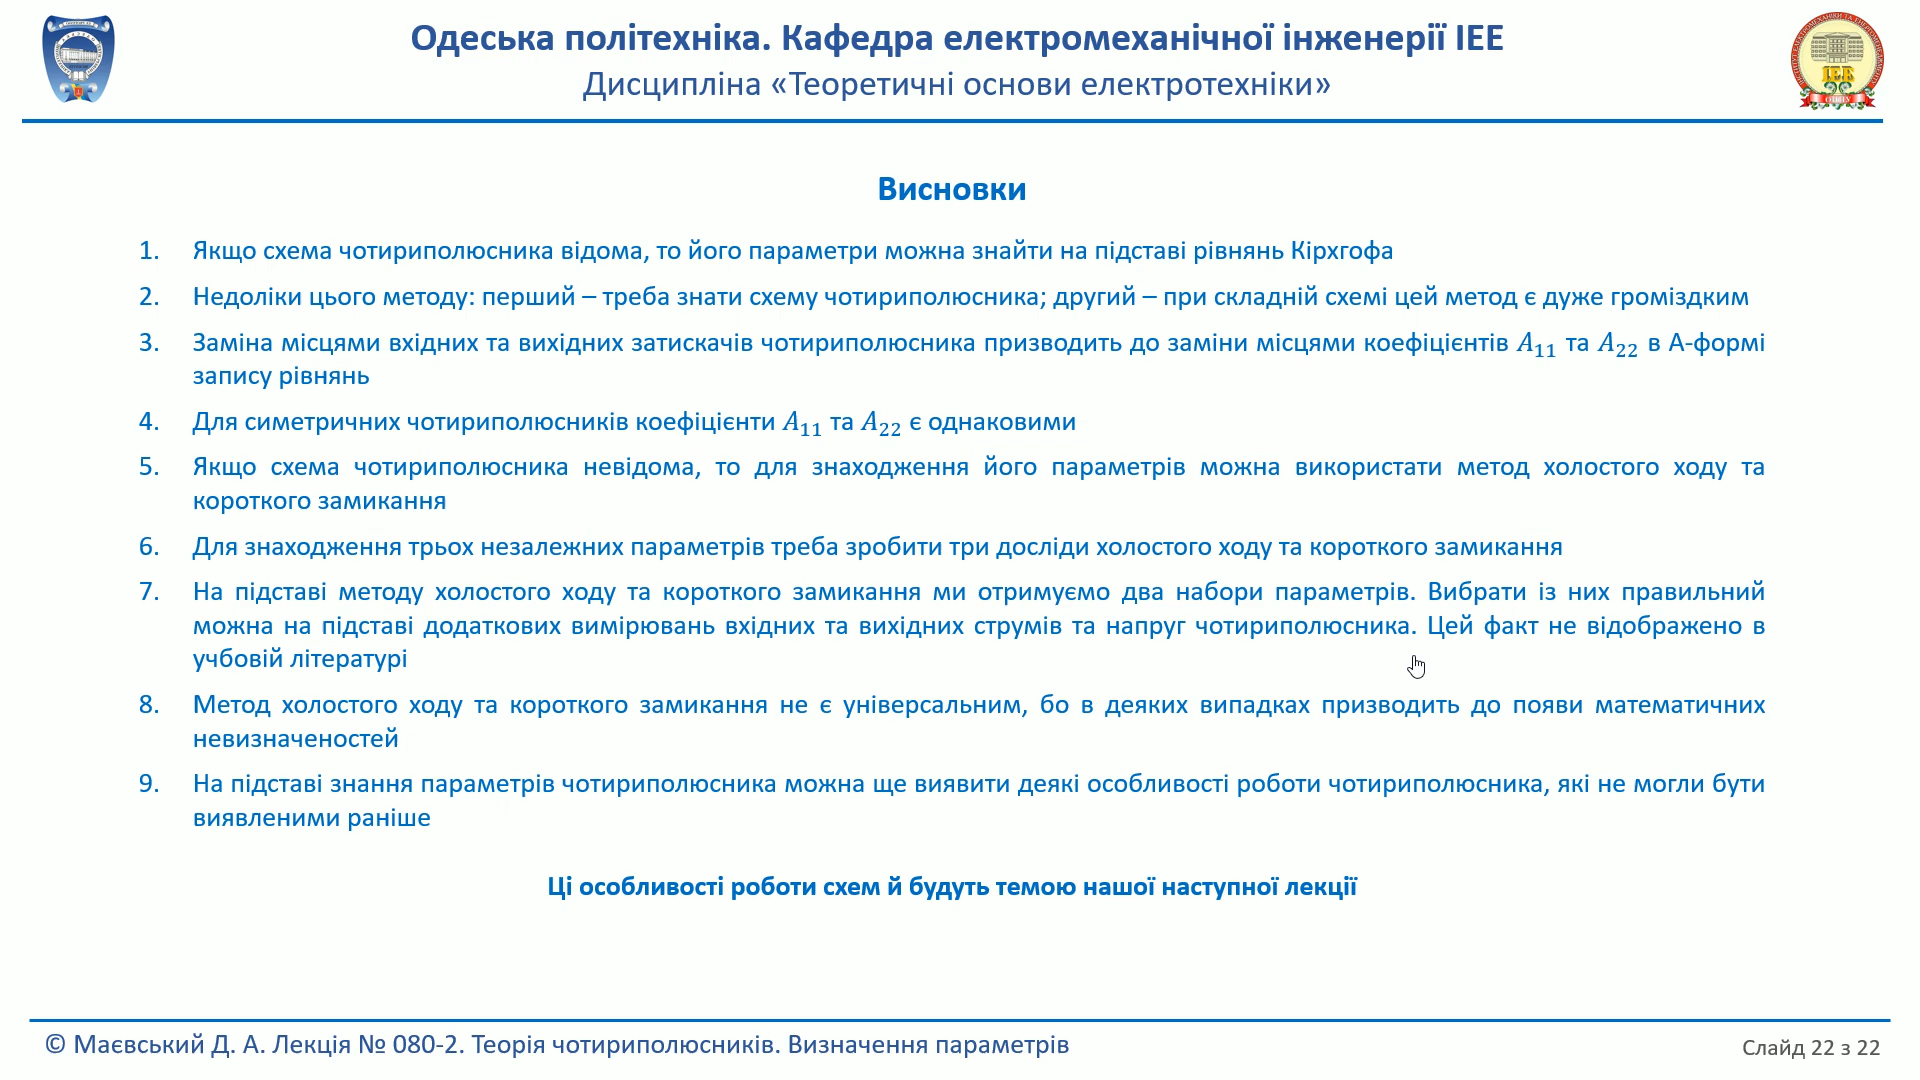 Одеська політехніка. Кафедра електромеханічної інженерії ІЕЕ
Дисципліна «Теоретичні основи електротехніки»
ІЕЕ
Висновки
1. Якщо схема чотириполюсника відома, то його параметри можна знайти на підставі рівнянь Кірхгофа
2. Недоліки цього методу: перший – треба знати схему чотириполюсника; другий – при складній схемі цей метод є дуже громіздким
3. Заміна місцями вхідних та вихідних затискачів чотириполюсника призводить до заміни місцями коефіцієнтів A₁₁ та A₂₂ в А-формі
запису рівнянь
4. Для симетричних чотириполюсників коефіцієнти A₁₁ та A₂₂ є однаковими
5. Якщо схема чотириполюсника невідома, то для знаходження його параметрів можна використати метод холостого ходу та
короткого замикання
6. Для знаходження трьох незалежних параметрів треба зробити три досліди холостого ходу та короткого замикання
7. На підставі методу холостого ходу та короткого замикання ми отримуємо два набори параметрів. Вибрати із них правильний
можна на підставі додаткових вимірювань вхідних та вихідних струмів та напруг чотириполюсника. Цей факт не відображено в
учбовій літературі
8. Метод холостого ходу та короткого замикання не є універсальним, бо в деяких випадках призводить до появи математичних
невизначеностей
9. На підставі знання параметрів чотириполюсника можна ще виявити деякі особливості роботи чотириполюсника, які не могли бути
виявленими раніше
Ці особливості роботи схем й будуть темою нашої наступної лекції
© Маєвський Д. А. Лекція № 080-2. Теорія чотириполюсників. Визначення параметрів
Слайд 22 з 22